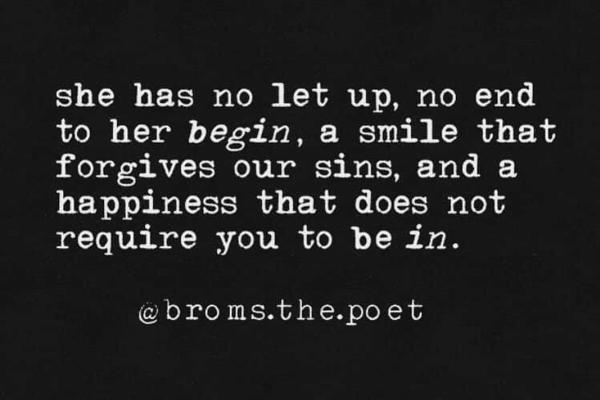 she has no let up, no end
to her begin, a smile that
forgives our sins, and a
happiness that does not
require you to be in.
@broms.the.poet